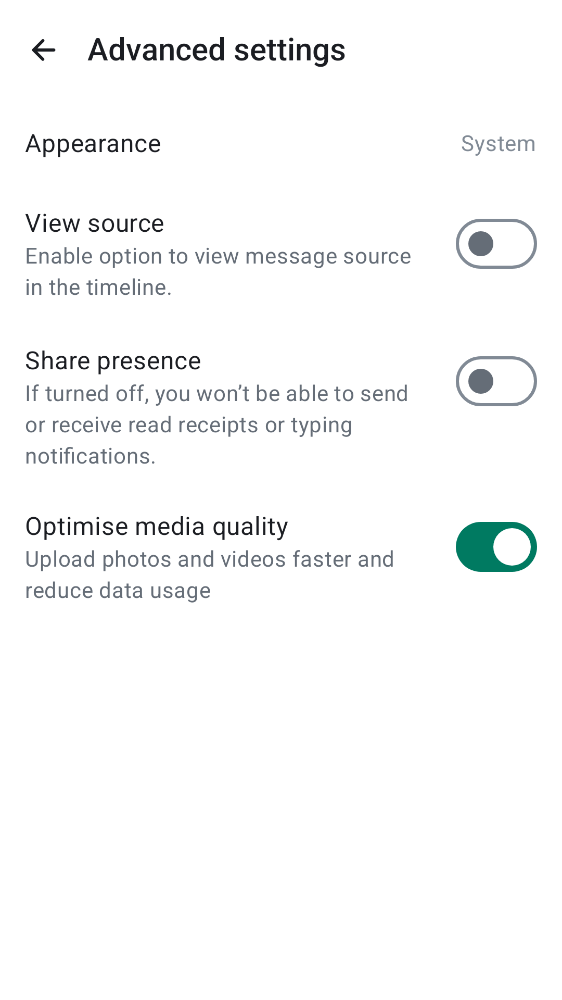 Advanced settings
Appearance
System
View source
Enable option to view message source
in the timeline.
Share presence
If turned off, you won’t be able to send
or receive read receipts or typing
notifications.
Optimise media quality
Upload photos and videos faster and
reduce data usage